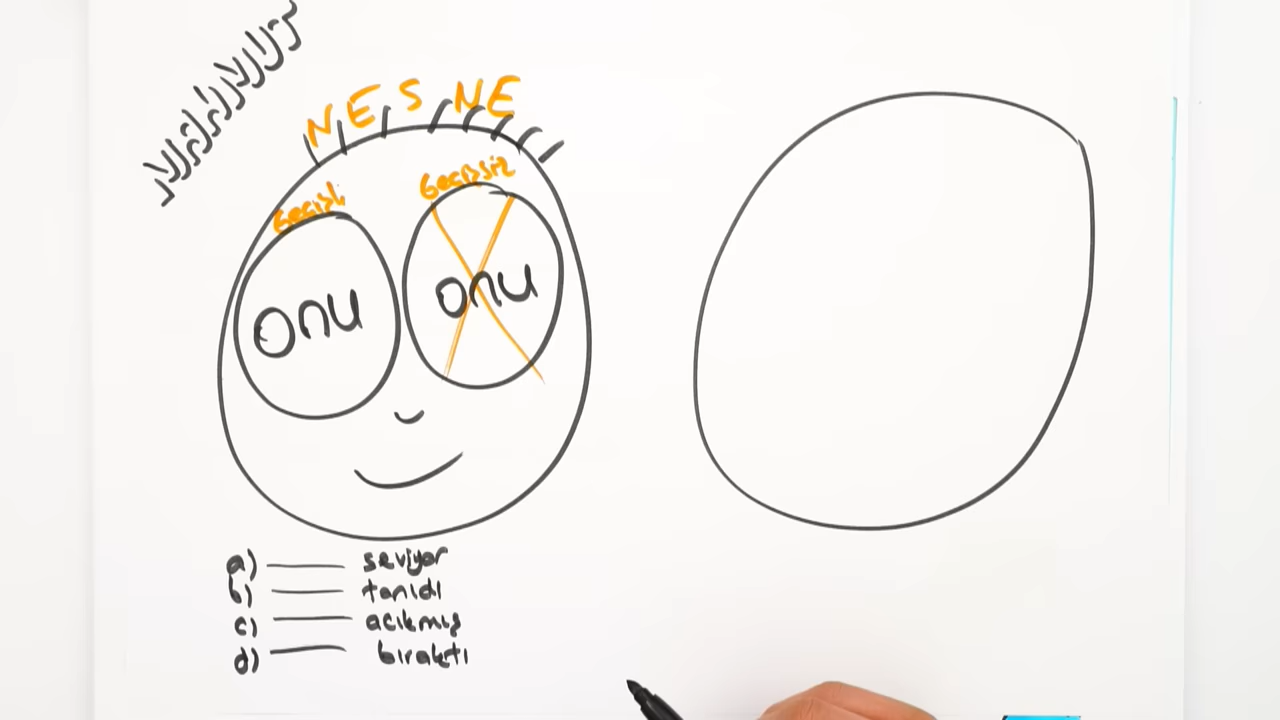 NESNE
Geçişli
Geçişsiz
onu
onu
a) seviyor
b) tanıdı
c) acıkmış
d) bıraktı